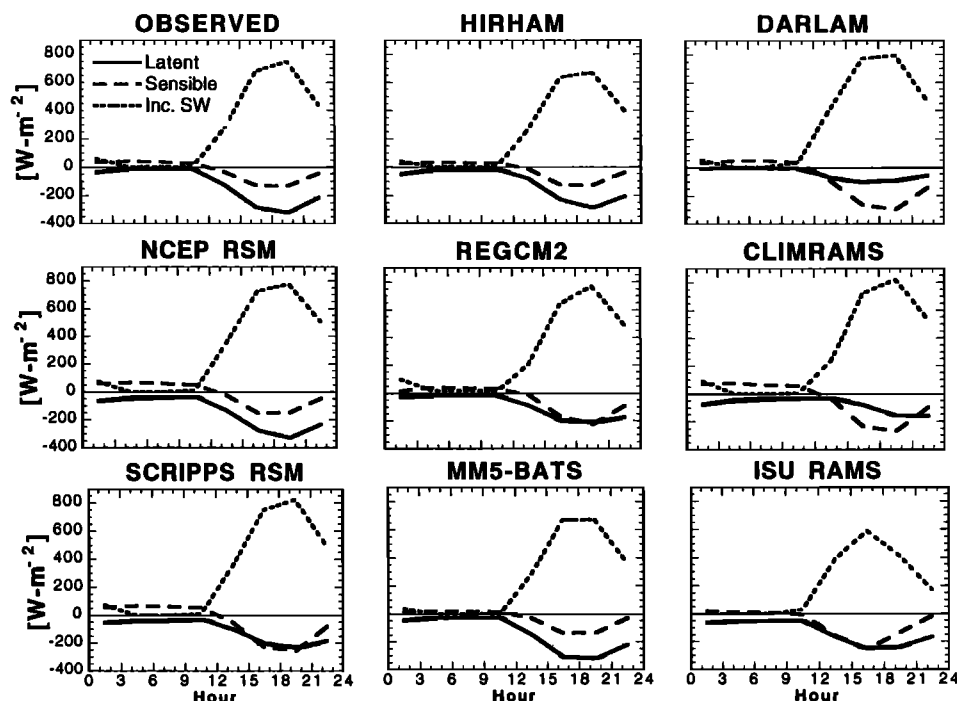 OBSERVED
HIRHAM
DARLAM
800
600
400
200
0
-200
-400
[W-m-2]
Latent
Sensible
Inc. SW
NCEP RSM
REGCM2
CLIMRAMS
800
600
400
200
0
-200
-400
[W-m-2]
SCRIPPS RSM
MM5-BATS
ISU RAMS
800
600
400
200
0
-200
-400
[W-m-2]
0 3 6 9 12 15 18 21 24
0 3 6 9 12 15 18 21 24
0 3 6 9 12 15 18 21 24
Hour
Hour
Hour